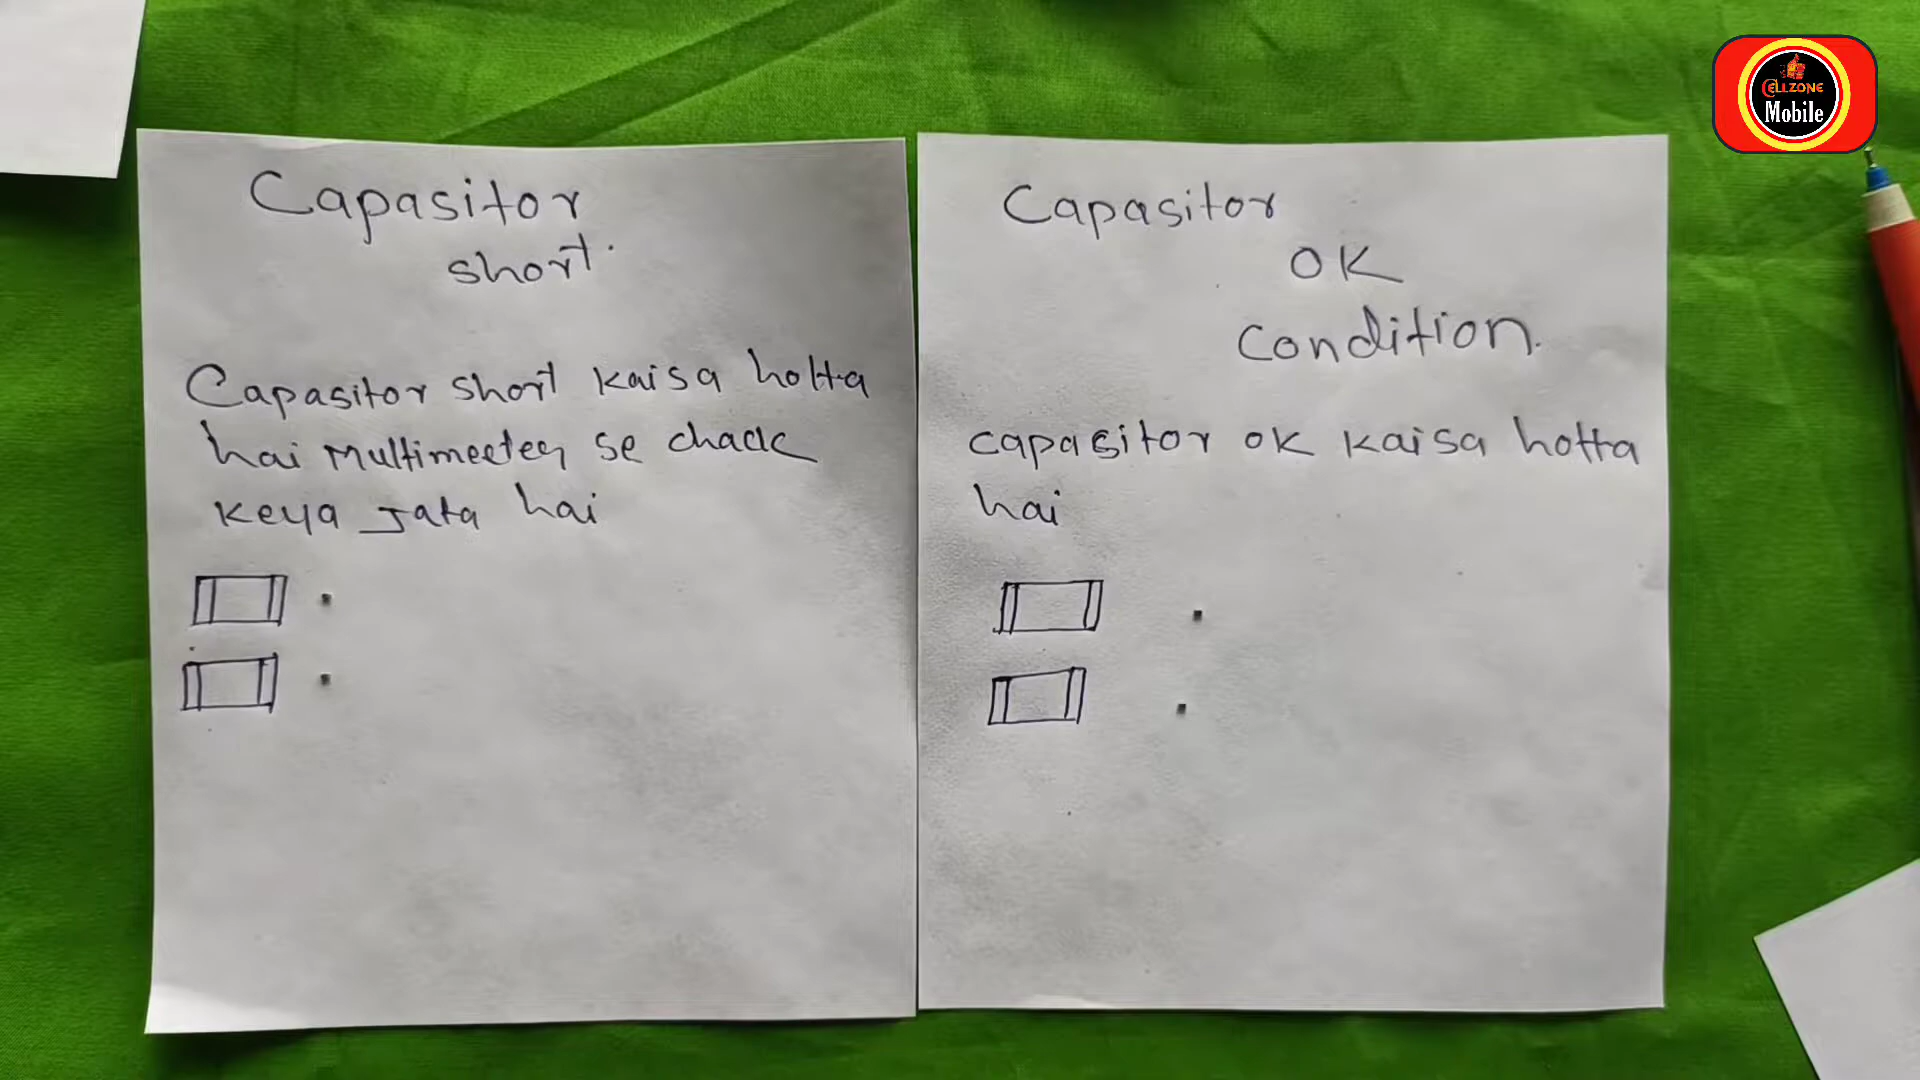 Capasitor
short.
Capasitor short kaisa hotta
hai Multimeeter se chack
keya Jata hai
Capasitor
OK
Condition.
capasitor ok kaisa hotta
hai
CELLZONE
Mobile